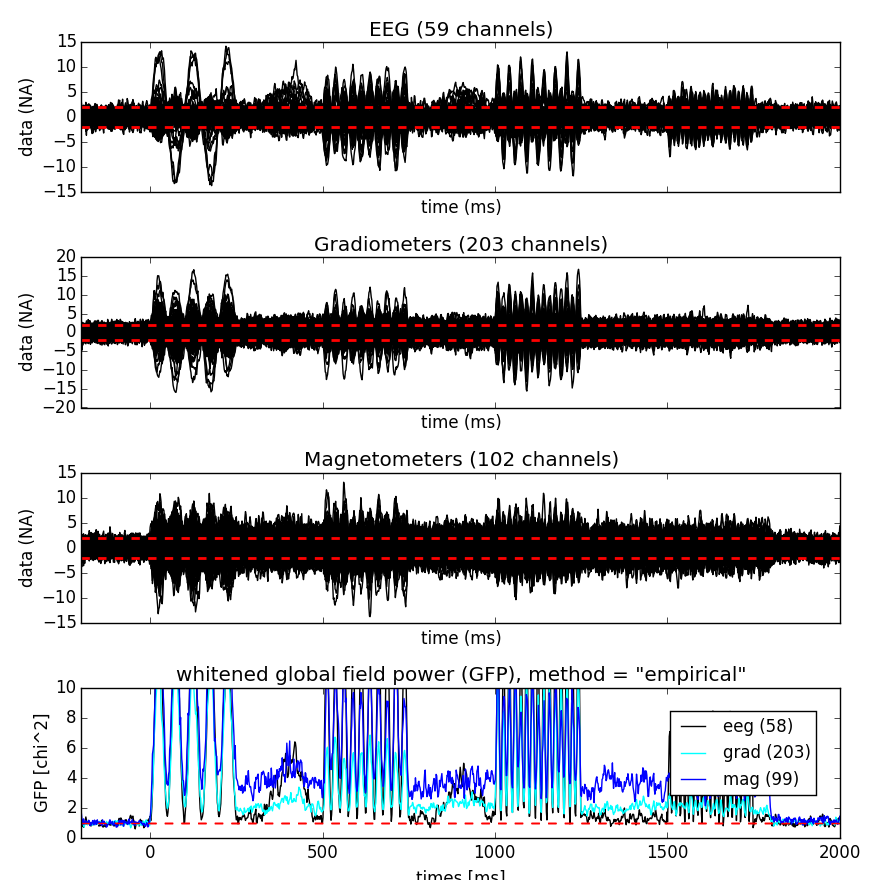 EEG (59 channels)
15
10
5
0
−5
−10
−15
data (NA)
time (ms)
Gradiometers (203 channels)
20
15
10
5
0
−5
−10
−15
−20
data (NA)
time (ms)
Magnetometers (102 channels)
15
10
5
0
−5
−10
−15
data (NA)
time (ms)
whitened global field power (GFP), method = "empirical"
10
8
6
4
2
0
GFP [chi^2]
eeg (58)
grad (203)
mag (99)
0 500 1000 1500 2000
times [ms]